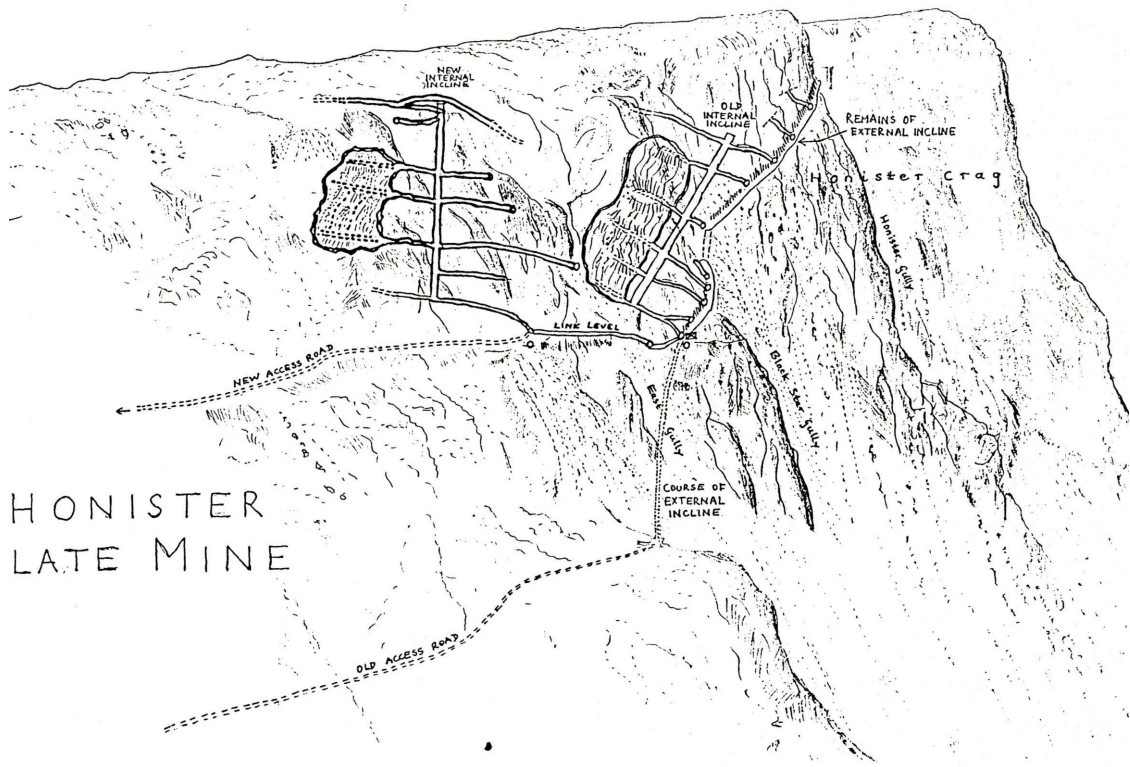 NEW
INTERNAL
INCLINE
OLD
INTERNAL
INCLINE
REMAINS OF
EXTERNAL INCLINE
Honister Crag
Honister Gully
LINK LEVEL
NEW ACCESS ROAD
Black Star Gully
East Gully
COURSE OF
EXTERNAL
INCLINE
HONISTER
LATE MINE
OLD ACCESS ROAD